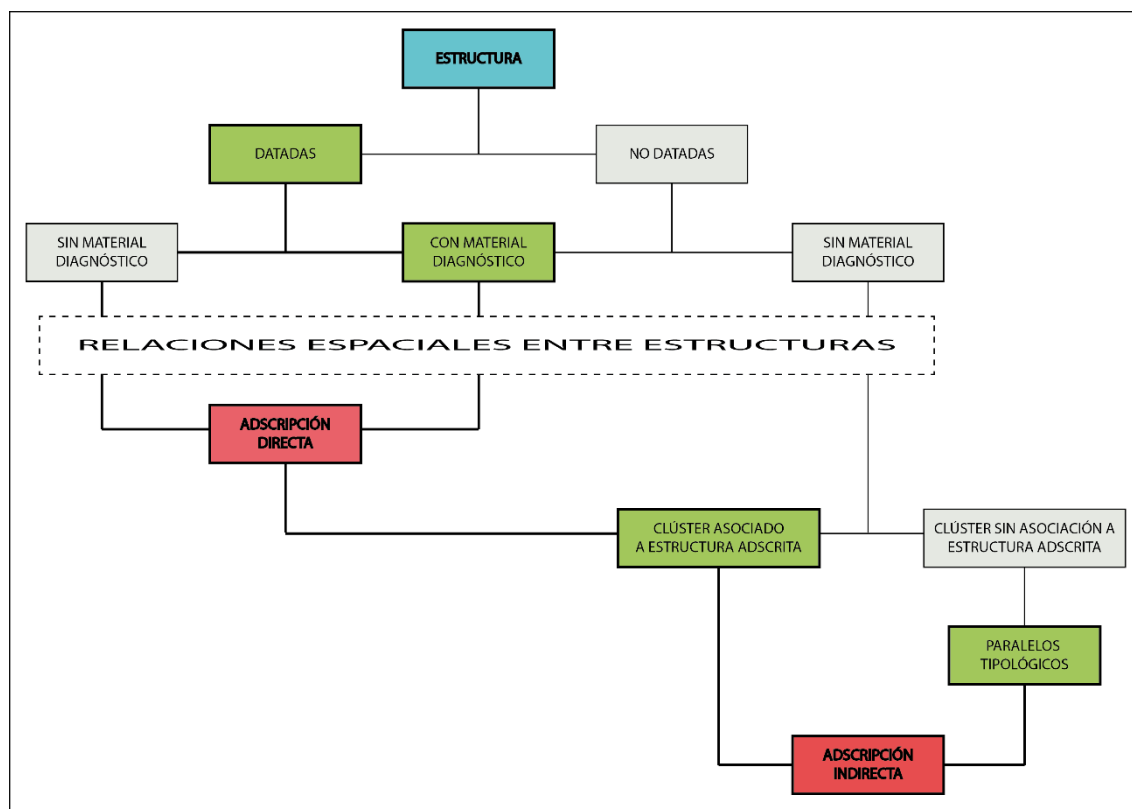 ESTRUCTURA
DATADAS
NO DATADAS
SIN MATERIAL
DIAGNÓSTICO
CON MATERIAL
DIAGNÓSTICO
SIN MATERIAL
DIAGNÓSTICO
RELACIONES ESPACIALES ENTRE ESTRUCTURAS
ADSCRIPCIÓN
DIRECTA
CLÚSTER ASOCIADO
A ESTRUCTURA ADSCRITA
CLÚSTER SIN ASOCIACIÓN A
ESTRUCTURA ADSCRITA
PARALELOS
TIPOLÓGICOS
ADSCRIPCIÓN
INDIRECTA